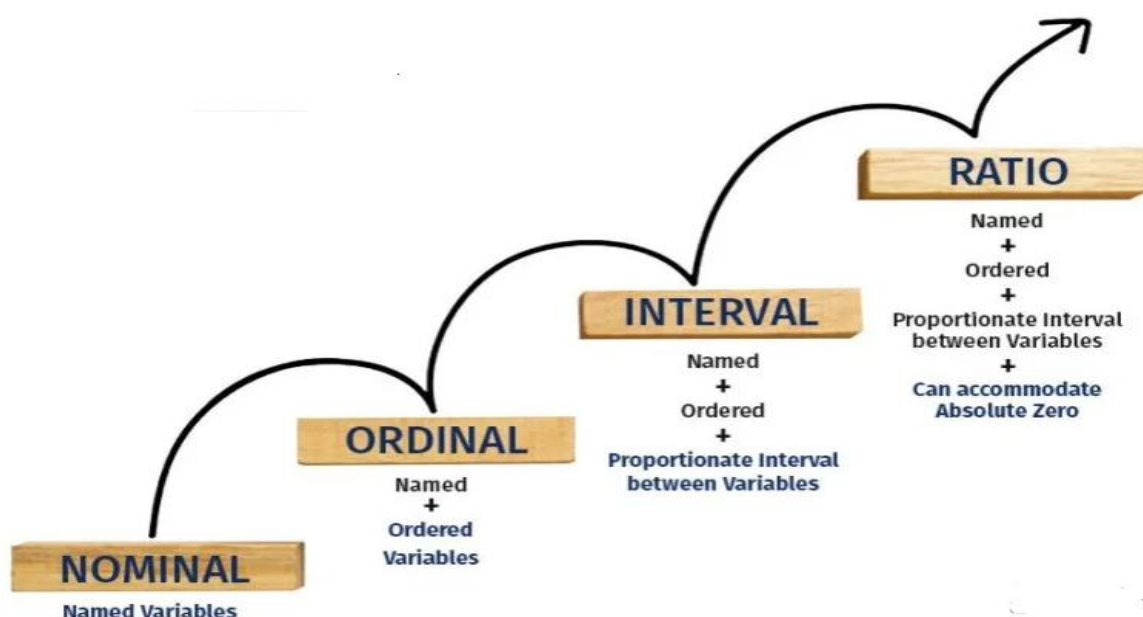 RATIO
Named
+
Ordered
+
Proportionate Interval
between Variables
+
Can accommodate
Absolute Zero
INTERVAL
Named
+
Ordered
+
Proportionate Interval
between Variables
ORDINAL
Named
+
Ordered
Variables
NOMINAL
Named Variables